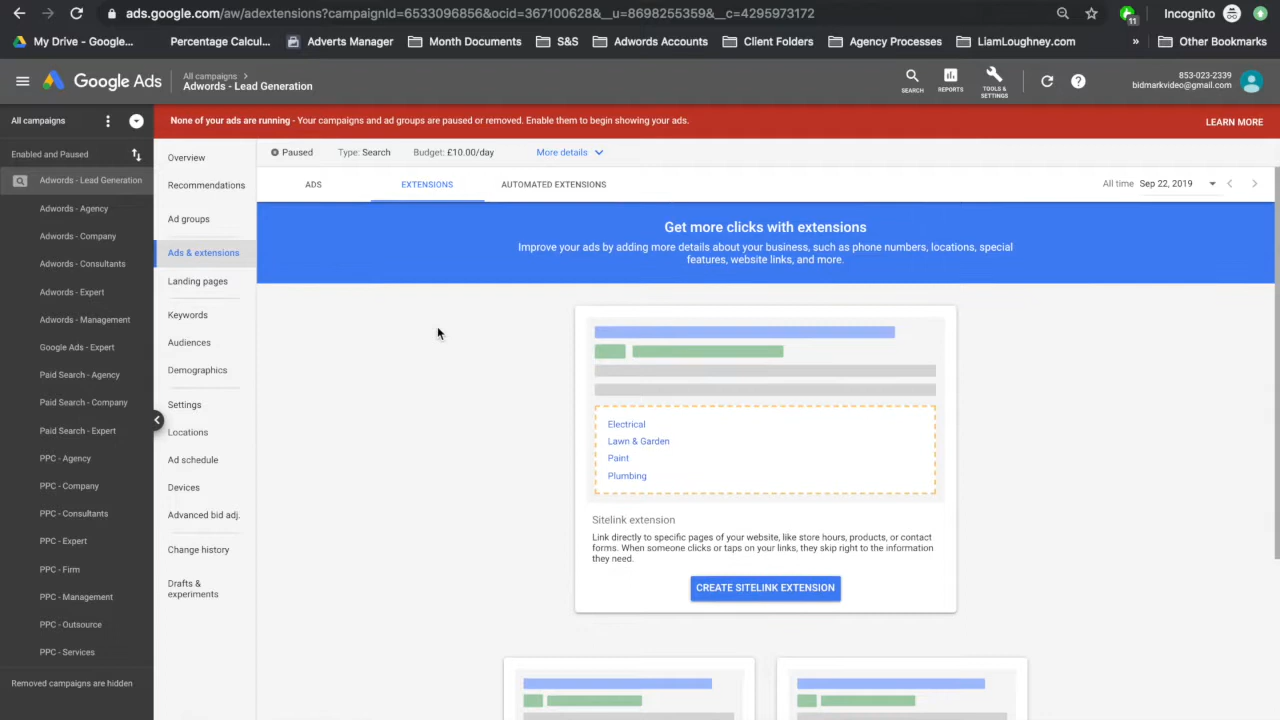 ads.google.com/aw/adextensions?campaignId=6533096856&ocid=367100628&__u=8698255359&__c=4295973172
11
Incognito
My Drive - Google...
Percentage Calcul...
Adverts Manager
Month Documents
S&S
Adwords Accounts
Client Folders
Agency Processes
LiamLoughney.com
»
Other Bookmarks
Google Ads
All campaigns >
Adwords - Lead Generation
SEARCH
REPORTS
TOOLS &
SETTINGS
853-023-2339
bidmarkvideo@gmail.com
All campaigns
None of your ads are running - Your campaigns and ad groups are paused or removed. Enable them to begin showing your ads.
LEARN MORE
Enabled and Paused
Adwords - Lead Generation
Adwords - Agency
Adwords - Company
Adwords - Consultants
Adwords - Expert
Adwords - Management
Google Ads - Expert
Paid Search - Agency
Paid Search - Company
Paid Search - Expert
PPC - Agency
PPC - Company
PPC - Consultants
PPC - Expert
PPC - Firm
PPC - Management
PPC - Outsource
PPC - Services
Removed campaigns are hidden
Overview
Recommendations
Ad groups
Ads & extensions
Landing pages
Keywords
Audiences
Demographics
Settings
Locations
Ad schedule
Devices
Advanced bid adj.
Change history
Drafts &
experiments
Paused
Type: Search
Budget: £10.00/day
More details
ADS
EXTENSIONS
AUTOMATED EXTENSIONS
All time Sep 22, 2019
Get more clicks with extensions
Improve your ads by adding more details about your business, such as phone numbers, locations, special
features, website links, and more.
Electrical
Lawn & Garden
Paint
Plumbing
Sitelink extension
Link directly to specific pages of your website, like store hours, products, or contact
forms. When someone clicks or taps on your links, they skip right to the information
they need.
CREATE SITELINK EXTENSION